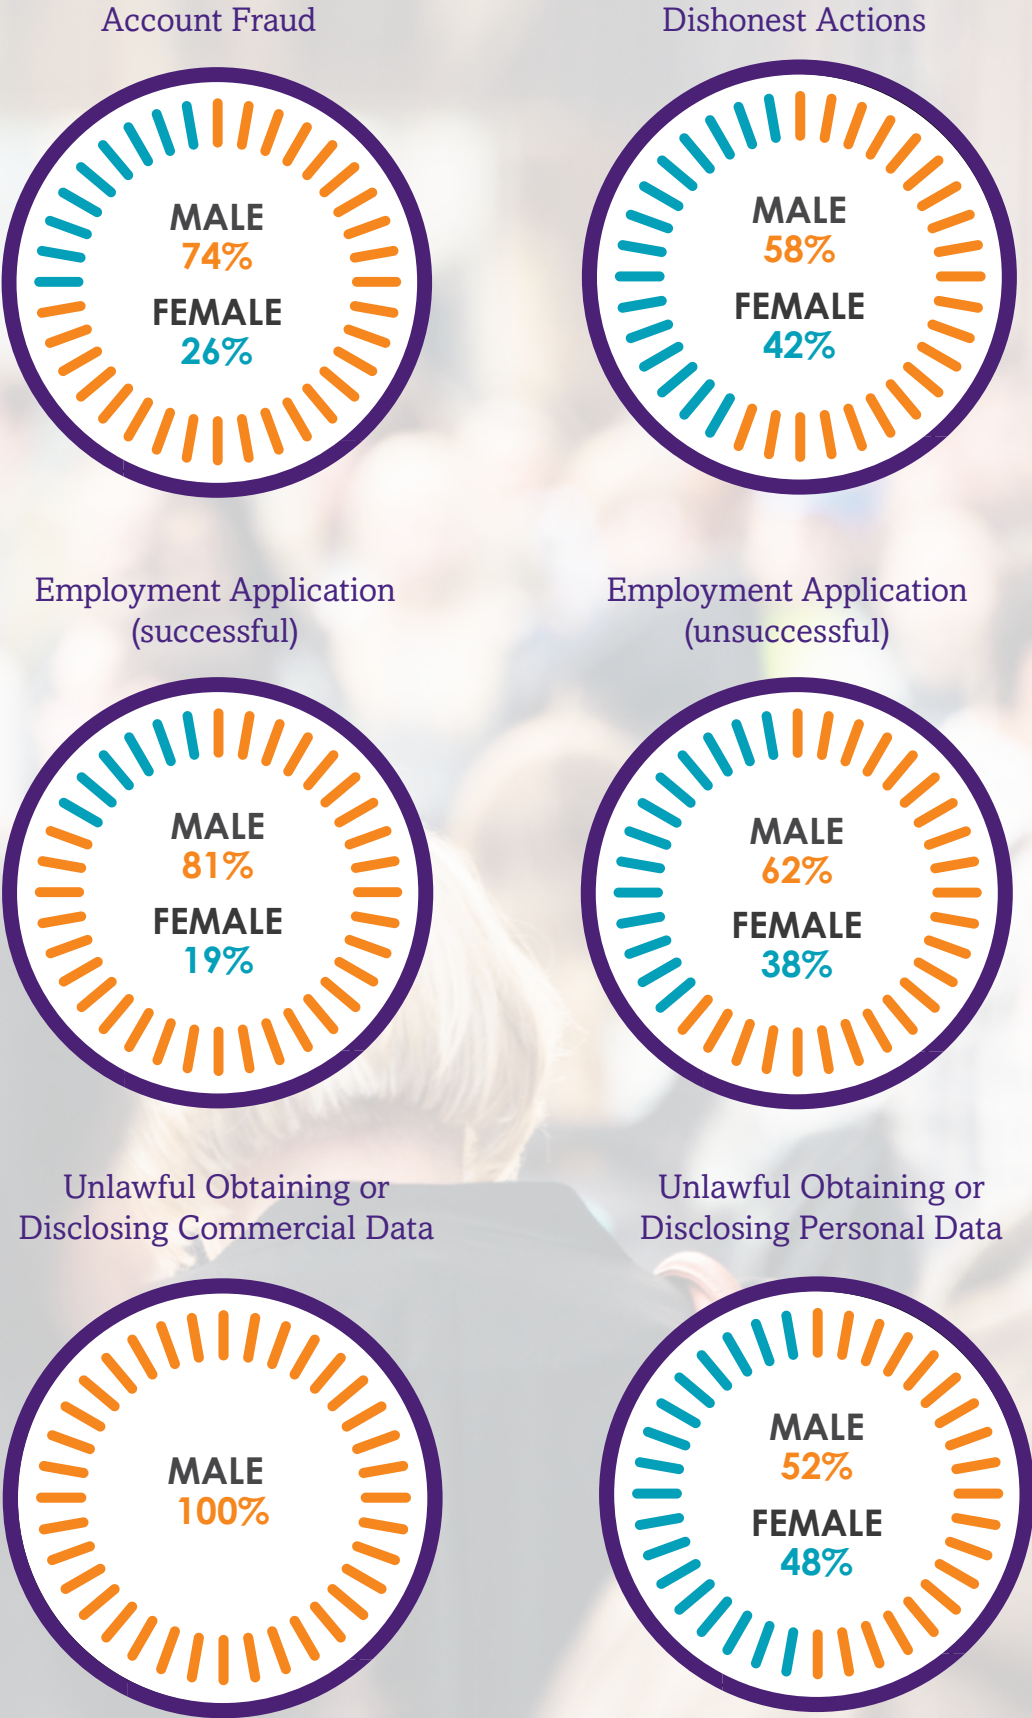 Account Fraud
MALE
74%
FEMALE
26%
Dishonest Actions
MALE
58%
FEMALE
42%
Employment Application
(successful)
MALE
81%
FEMALE
19%
Employment Application
(unsuccessful)
MALE
62%
FEMALE
38%
Unlawful Obtaining or
Disclosing Commercial Data
MALE
100%
Unlawful Obtaining or
Disclosing Personal Data
MALE
52%
FEMALE
48%